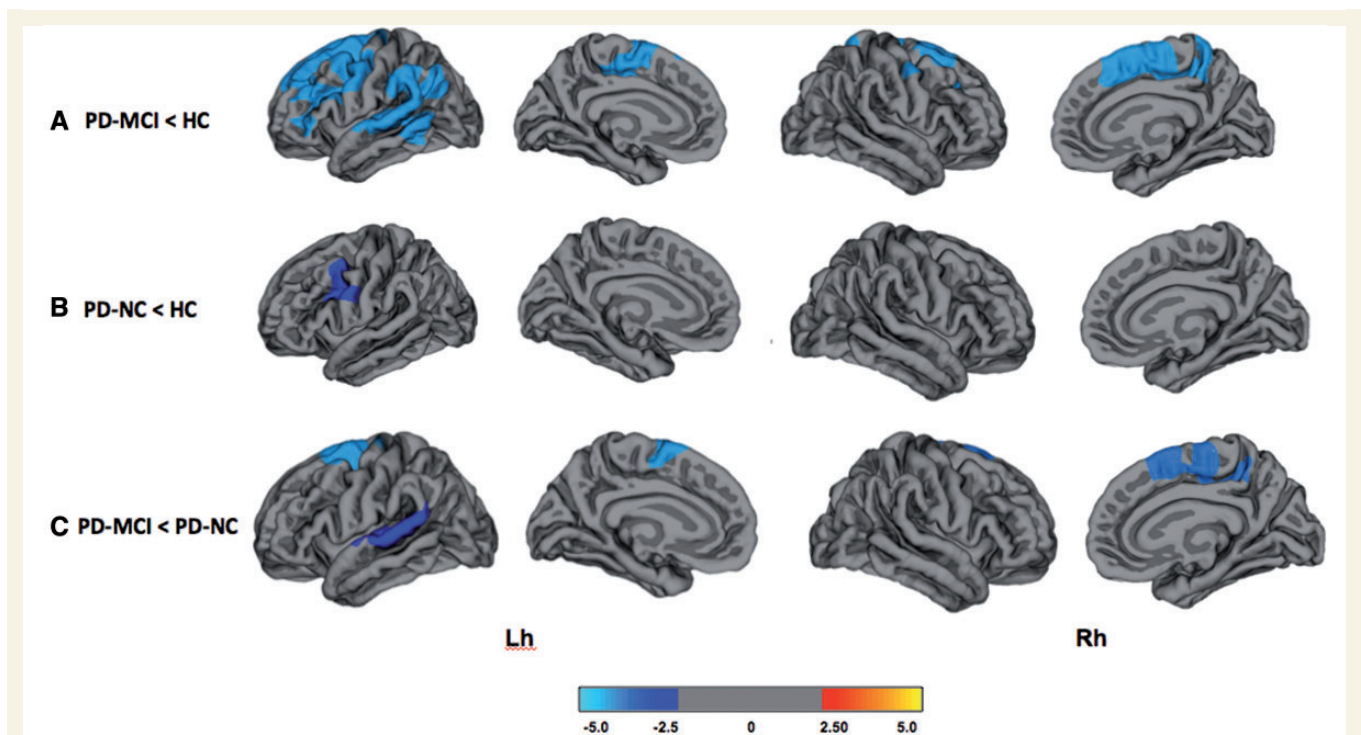 A PD-MCI < HC
B PD-NC < HC
C PD-MCI < PD-NC
Lh Rh
-5.0 -2.5 0 2.50 5.0